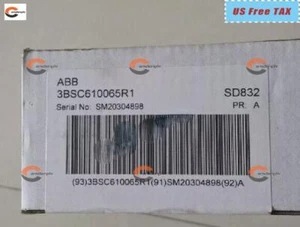 US Free TAX
ABB
3BSC610065R1
SD832
Serial No: SM20304898
PR: A
(93)3BSC610065R1(91)SM20304898(92)A